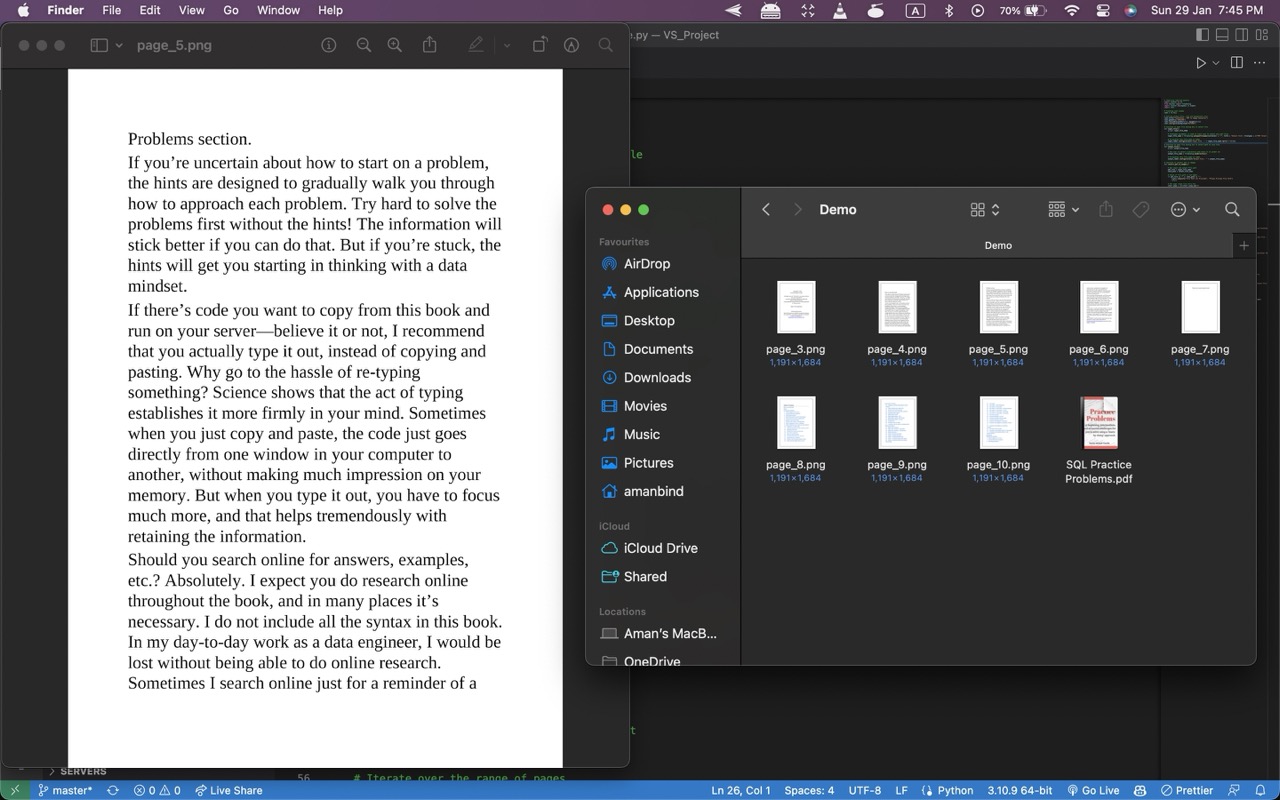 Finder File Edit View Go Window Help
A 70% Sun 29 Jan 7:45 PM
page_5.png
.py — VS_Project
Problems section.
If you’re uncertain about how to start on a problem,
the hints are designed to gradually walk you through
how to approach each problem. Try hard to solve the
problems first without the hints! The information will
stick better if you can do that. But if you’re stuck, the
hints will get you starting in thinking with a data
mindset.
If there’s code you want to copy from this book and
run on your server—believe it or not, I recommend
that you actually type it out, instead of copying and
pasting. Why go to the hassle of re-typing
something? Science shows that the act of typing
establishes it more firmly in your mind. Sometimes
when you just copy and paste, the code just goes
directly from one window in your computer to
another, without making much impression on your
memory. But when you type it out, you have to focus
much more, and that helps tremendously with
retaining the information.
Should you search online for answers, examples,
etc.? Absolutely. I expect you do research online
throughout the book, and in many places it’s
necessary. I do not include all the syntax in this book.
In my day-to-day work as a data engineer, I would be
lost without being able to do online research.
Sometimes I search online just for a reminder of a
le
Demo
Demo
Favourites
AirDrop
Applications
Desktop
Documents
Downloads
Movies
Music
Pictures
amanbind
iCloud
iCloud Drive
Shared
Locations
Aman’s MacB...
OneDrive
page_3.png page_4.png page_5.png page_6.png page_7.png
1,191×1,684 1,191×1,684 1,191×1,684 1,191×1,684 1,191×1,684
Practice
Problems
page_8.png page_9.png page_10.png SQL Practice
1,191×1,684 1,191×1,684 1,191×1,684 Problems.pdf
t
SERVERS
56 # Iterate over the range of pages
master* 0 0 Live Share
Ln 26, Col 1 Spaces: 4 UTF-8 LF Python 3.10.9 64-bit Go Live Prettier